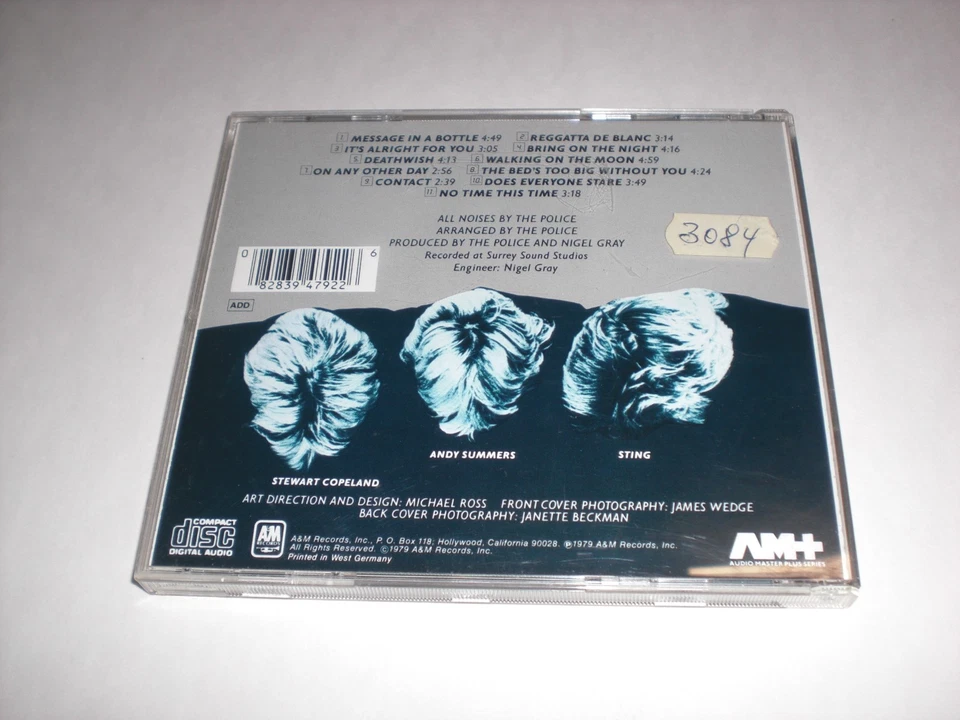 1 MESSAGE IN A BOTTLE 4:49 2 REGGATTA DE BLANC 3:14
3 IT'S ALRIGHT FOR YOU 3:05 4 BRING ON THE NIGHT 4:16
5 DEATHWISH 4:13 6 WALKING ON THE MOON 4:59
7 ON ANY OTHER DAY 2:56 8 THE BED'S TOO BIG WITHOUT YOU 4:24
9 CONTACT 2:39 10 DOES EVERYONE STARE 3:49
11 NO TIME THIS TIME 3:18
ALL NOISES BY THE POLICE
ARRANGED BY THE POLICE
PRODUCED BY THE POLICE AND NIGEL GRAY
Recorded at Surrey Sound Studios
Engineer: Nigel Gray
3084
0 82839 47922 6
ADD
ANDY SUMMERS
STING
STEWART COPELAND
ART DIRECTION AND DESIGN: MICHAEL ROSS FRONT COVER PHOTOGRAPHY: JAMES WEDGE
BACK COVER PHOTOGRAPHY: JANETTE BECKMAN
COMPACT
disc
DIGITAL AUDIO
A&M
RECORDS
A&M Records, Inc., P. O. Box 118; Hollywood, California 90028. ℗1979 A&M Records, Inc.
All Rights Reserved. ©1979 A&M Records, Inc.
Printed in West Germany
AM+
AUDIO MASTER PLUS SERIES